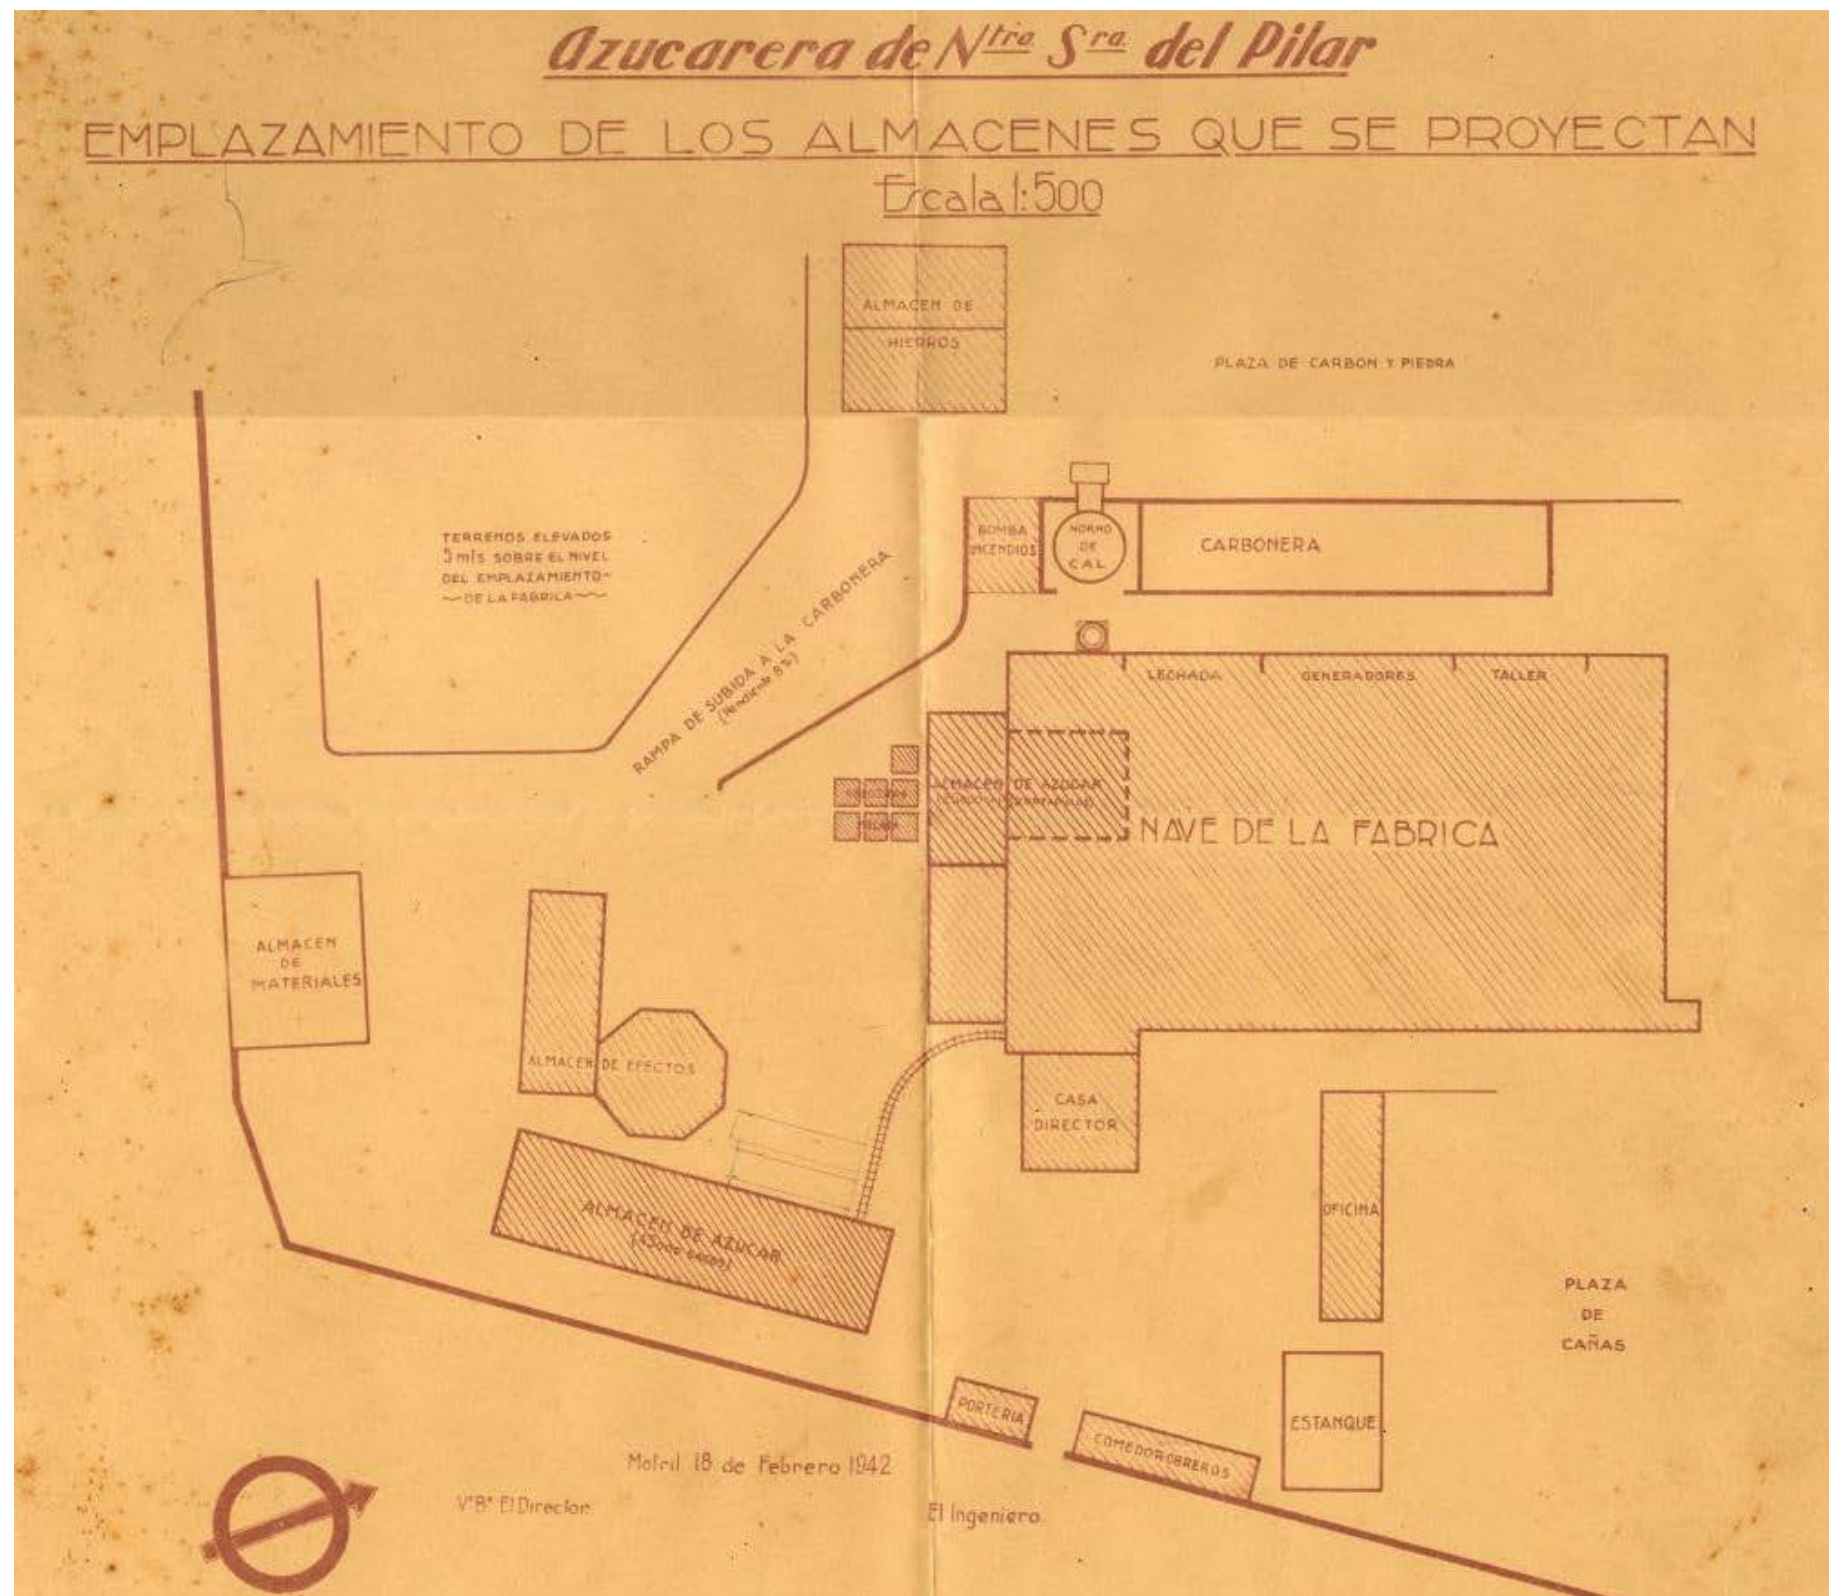 Azucarera de Ntra Sra del Pilar
EMPLAZAMIENTO DE LOS ALMACENES QUE SE PROYECTAN
Escala 1:500
ALMACEN DE
HIERROS
PLAZA DE CARBON Y PIEDRA
TERRENOS ELEVADOS
5 mts SOBRE EL NIVEL
DEL EMPLAZAMIENTO
DE LA FABRICA
RAMPA DE SUBIDA A LA CARBONERA
(Pendiente 8%)
BOMBA
INCENDIOS
HORNO
DE
CAL
CARBONERA
LECHADA
GENERADORES
TALLER
ALMACEN DE AZUCAR
NAVE DE LA FABRICA
ALMACEN
DE
MATERIALES
ALMACEN DE EFECTOS
CASA
DIRECTOR
ALMACEN DE AZUCAR
OFICINA
PLAZA
DE
CAÑAS
PORTERIA
COMEDOR OBREROS
ESTANQUE
Motril 18 de Febrero 1942
VºBº El Director.
El Ingeniero.